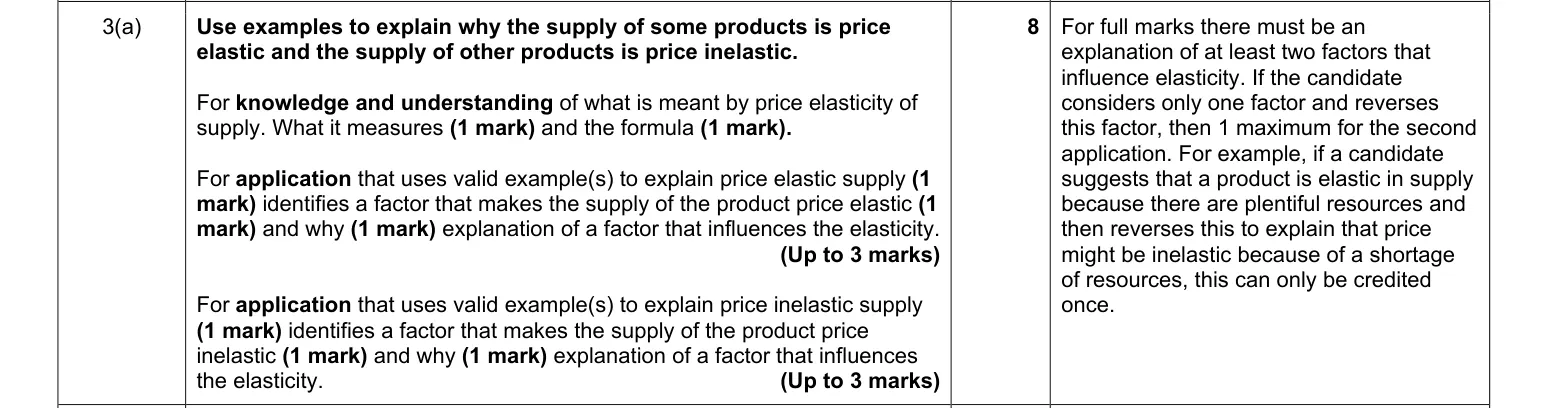 3(a)
Use examples to explain why the supply of some products is price
elastic and the supply of other products is price inelastic.
For knowledge and understanding of what is meant by price elasticity of
supply. What it measures (1 mark) and the formula (1 mark).
For application that uses valid example(s) to explain price elastic supply (1
mark) identifies a factor that makes the supply of the product price elastic (1
mark) and why (1 mark) explanation of a factor that influences the elasticity.
(Up to 3 marks)
For application that uses valid example(s) to explain price inelastic supply
(1 mark) identifies a factor that makes the supply of the product price
inelastic (1 mark) and why (1 mark) explanation of a factor that influences
the elasticity. (Up to 3 marks)
8
For full marks there must be an
explanation of at least two factors that
influence elasticity. If the candidate
considers only one factor and reverses
this factor, then 1 maximum for the second
application. For example, if a candidate
suggests that a product is elastic in supply
because there are plentiful resources and
then reverses this to explain that price
might be inelastic because of a shortage
of resources, this can only be credited
once.